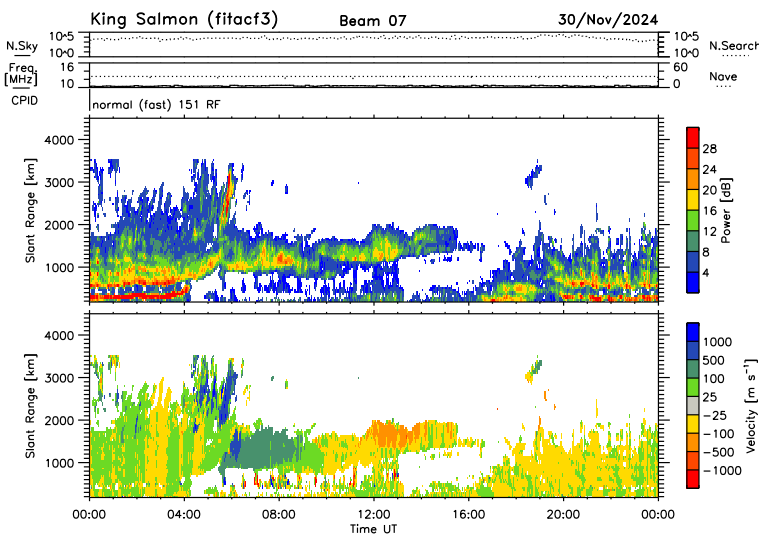 King Salmon (fitacf3) Beam 07 30/Nov/2024
N.Sky 10^5 10^0 10^5 10^0 N.Search
Freq [MHz] 16 10 60 0 Nave
CPID normal (fast) 151 RF
Slant Range [km] 4000 3000 2000 1000
28 24 20 16 12 8 4 Power [dB]
Slant Range [km] 4000 3000 2000 1000
1000 500 100 25 -25 -100 -500 -1000 Velocity [m s⁻¹]
00:00 04:00 08:00 12:00 16:00 20:00 00:00
Time UT